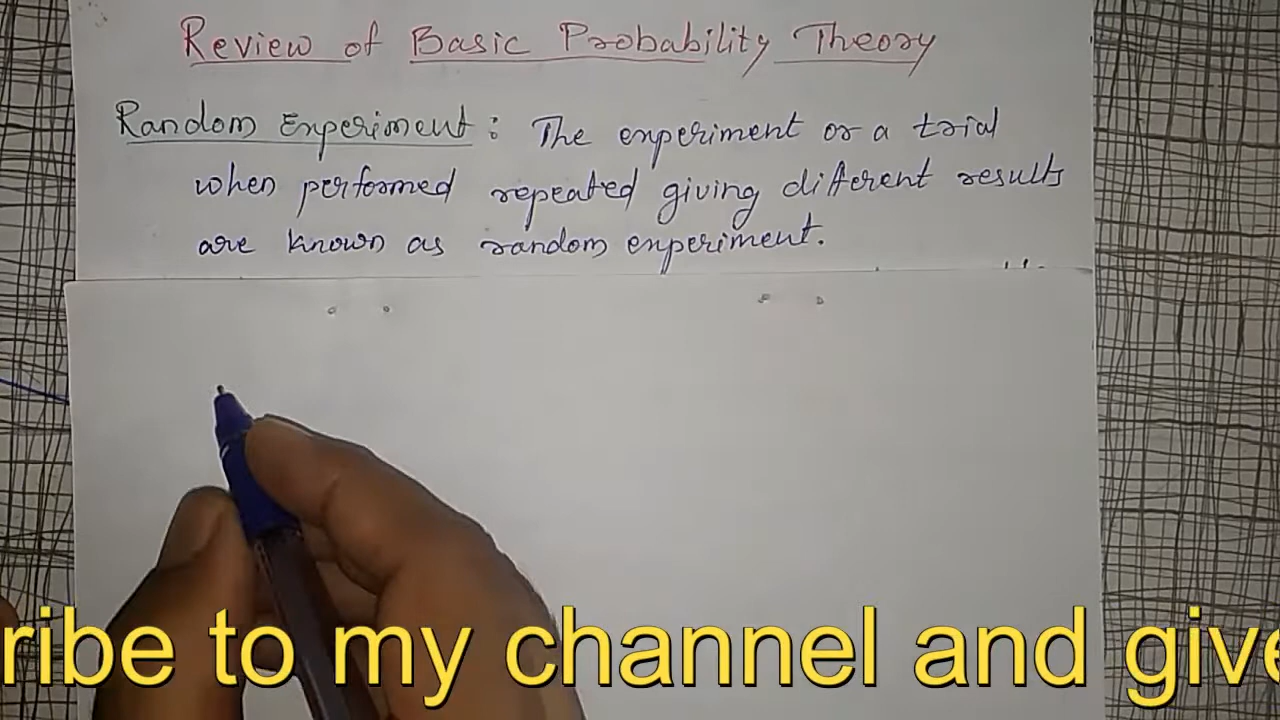 Review of Basic Probability Theory
Random Experiment : The experiment or a trial
when performed repeated giving different results
are known as random experiment.
ribe to my channel and give